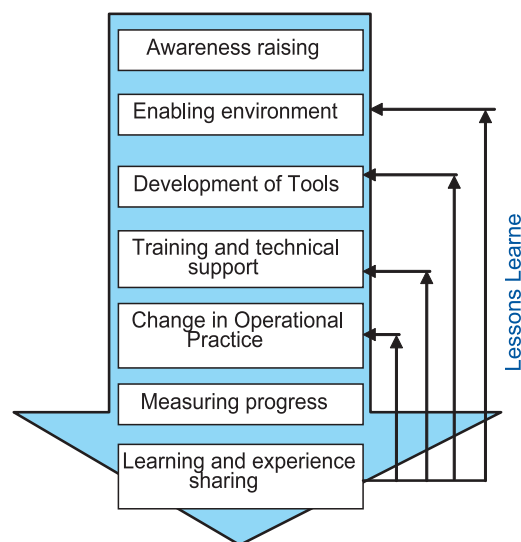 Awareness raising
Enabling environment
Development of Tools
Training and technical
support
Change in Operational
Practice
Measuring progress
Learning and experience
sharing
Lessons Learne